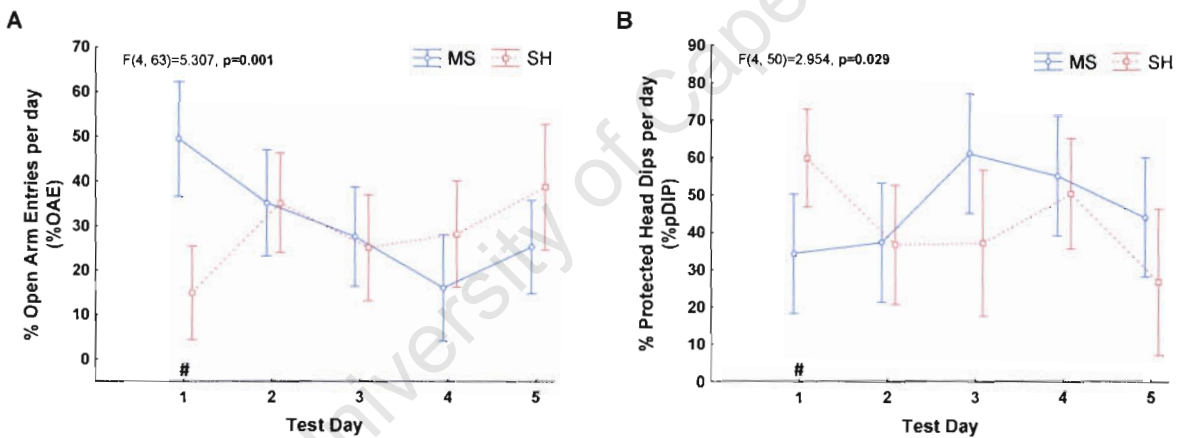 A
F(4, 63)=5.307, p=0.001
MS SH
% Open Arm Entries per day
(%OAE)
70
60
50
40
30
20
10
0
#
1 2 3 4 5
Test Day
B
F(4, 50)=2.954, p=0.029
MS SH
% Protected Head Dips per day
(%pDIP)
90
80
70
60
50
40
30
20
10
0
#
1 2 3 4 5
Test Day
University of Cape